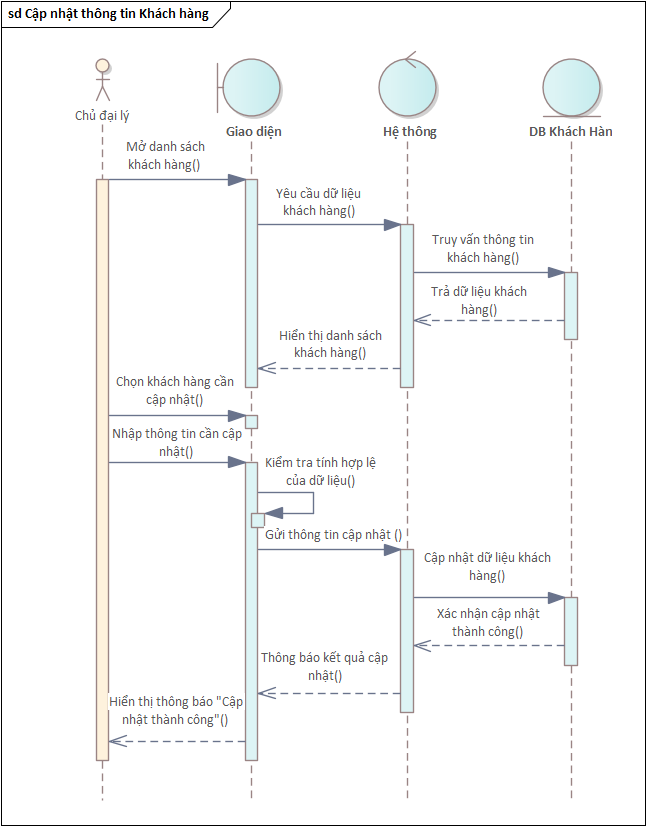 sd Cập nhật thông tin Khách hàng
Chủ đại lý
Giao diện
Hệ thống
DB Khách Hàn
Mở danh sách
khách hàng()
Yêu cầu dữ liệu
khách hàng()
Truy vấn thông tin
khách hàng()
Trả dữ liệu khách
hàng()
Hiển thị danh sách
khách hàng()
Chọn khách hàng cần
cập nhật()
Nhập thông tin cần cập
nhật()
Kiểm tra tính hợp lệ
của dữ liệu()
Gửi thông tin cập nhật ()
Cập nhật dữ liệu khách
hàng()
Xác nhận cập nhật
thành công()
Thông báo kết quả cập
nhật()
Hiển thị thông báo "Cập
nhật thành công"()